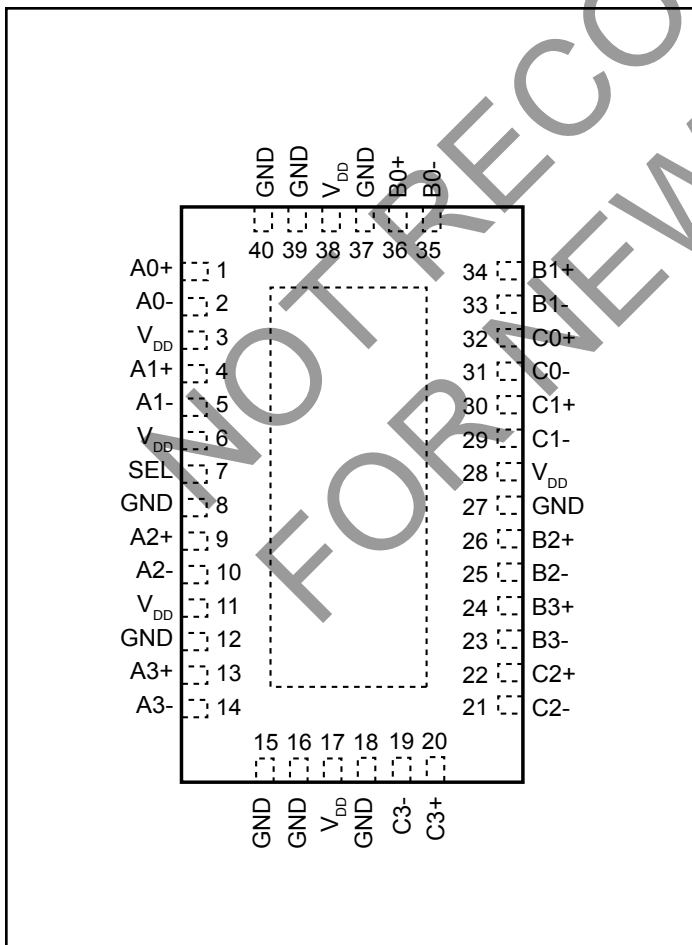 NOT RECO
FOR NEW
GND GND VDD GND B0+ B0-
40 39 38 37 36 35
A0+ 1
A0- 2
VDD 3
A1+ 4
A1- 5
VDD 6
SEL 7
GND 8
A2+ 9
A2- 10
VDD 11
GND 12
A3+ 13
A3- 14
34 B1+
33 B1-
32 C0+
31 C0-
30 C1+
29 C1-
28 VDD
27 GND
26 B2+
25 B2-
24 B3+
23 B3-
22 C2+
21 C2-
15 16 17 18 19 20
GND GND VDD GND C3- C3+